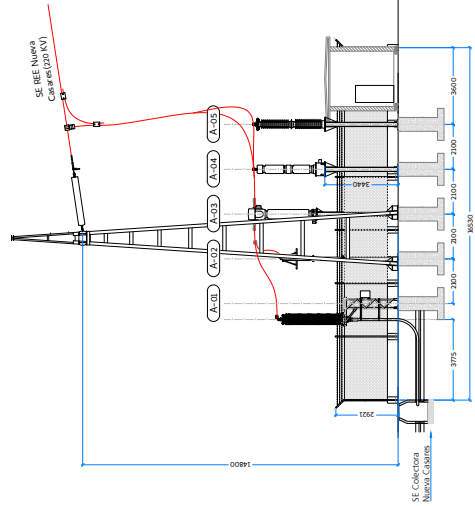 SE REE Nueva
Casares(220 KV)
A-05
A-04
A-03
A-02
A-01
3600
2100
2100
2100
2100
3775
16530
3440
2921
14800
SE Colectora
Nueva Casares